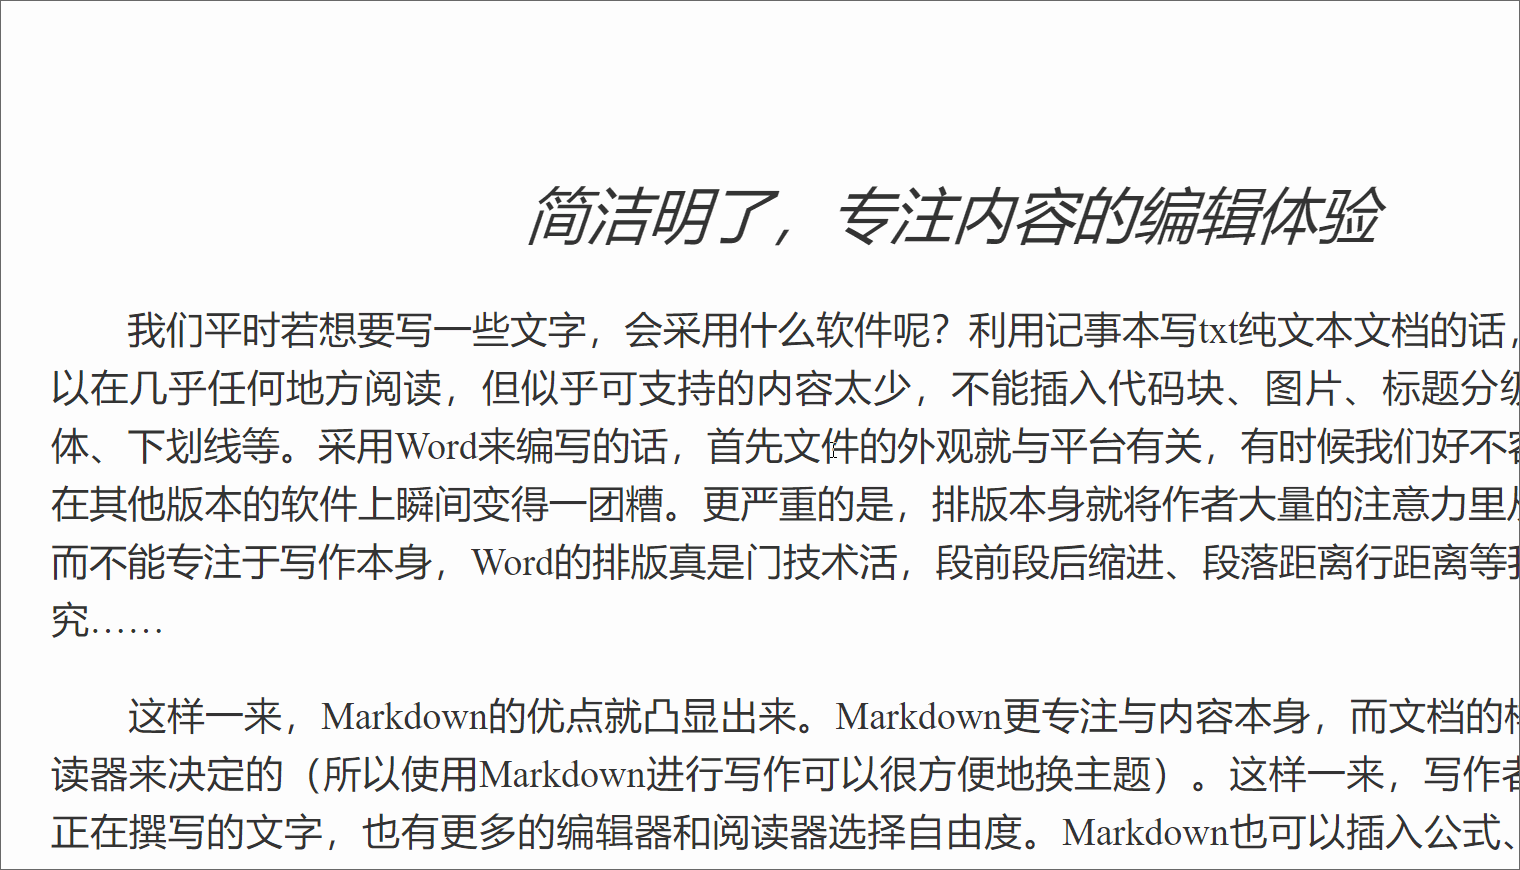 简洁明了，专注内容的编辑体验
我们平时若想要写一些文字，会采用什么软件呢？利用记事本写txt纯文本文档的话，
以在几乎任何地方阅读，但似乎可支持的内容太少，不能插入代码块、图片、标题分级
体、下划线等。采用Word来编写的话，首先文件的外观就与平台有关，有时候我们好不容
在其他版本的软件上瞬间变得一团糟。更严重的是，排版本身就将作者大量的注意力里从
而不能专注于写作本身，Word的排版真是门技术活，段前段后缩进、段落距离行距离等我
究……
这样一来，Markdown的优点就凸显出来。Markdown更专注与内容本身，而文档的样
读器来决定的（所以使用Markdown进行写作可以很方便地换主题）。这样一来，写作者
正在撰写的文字，也有更多的编辑器和阅读器选择自由度。Markdown也可以插入公式、